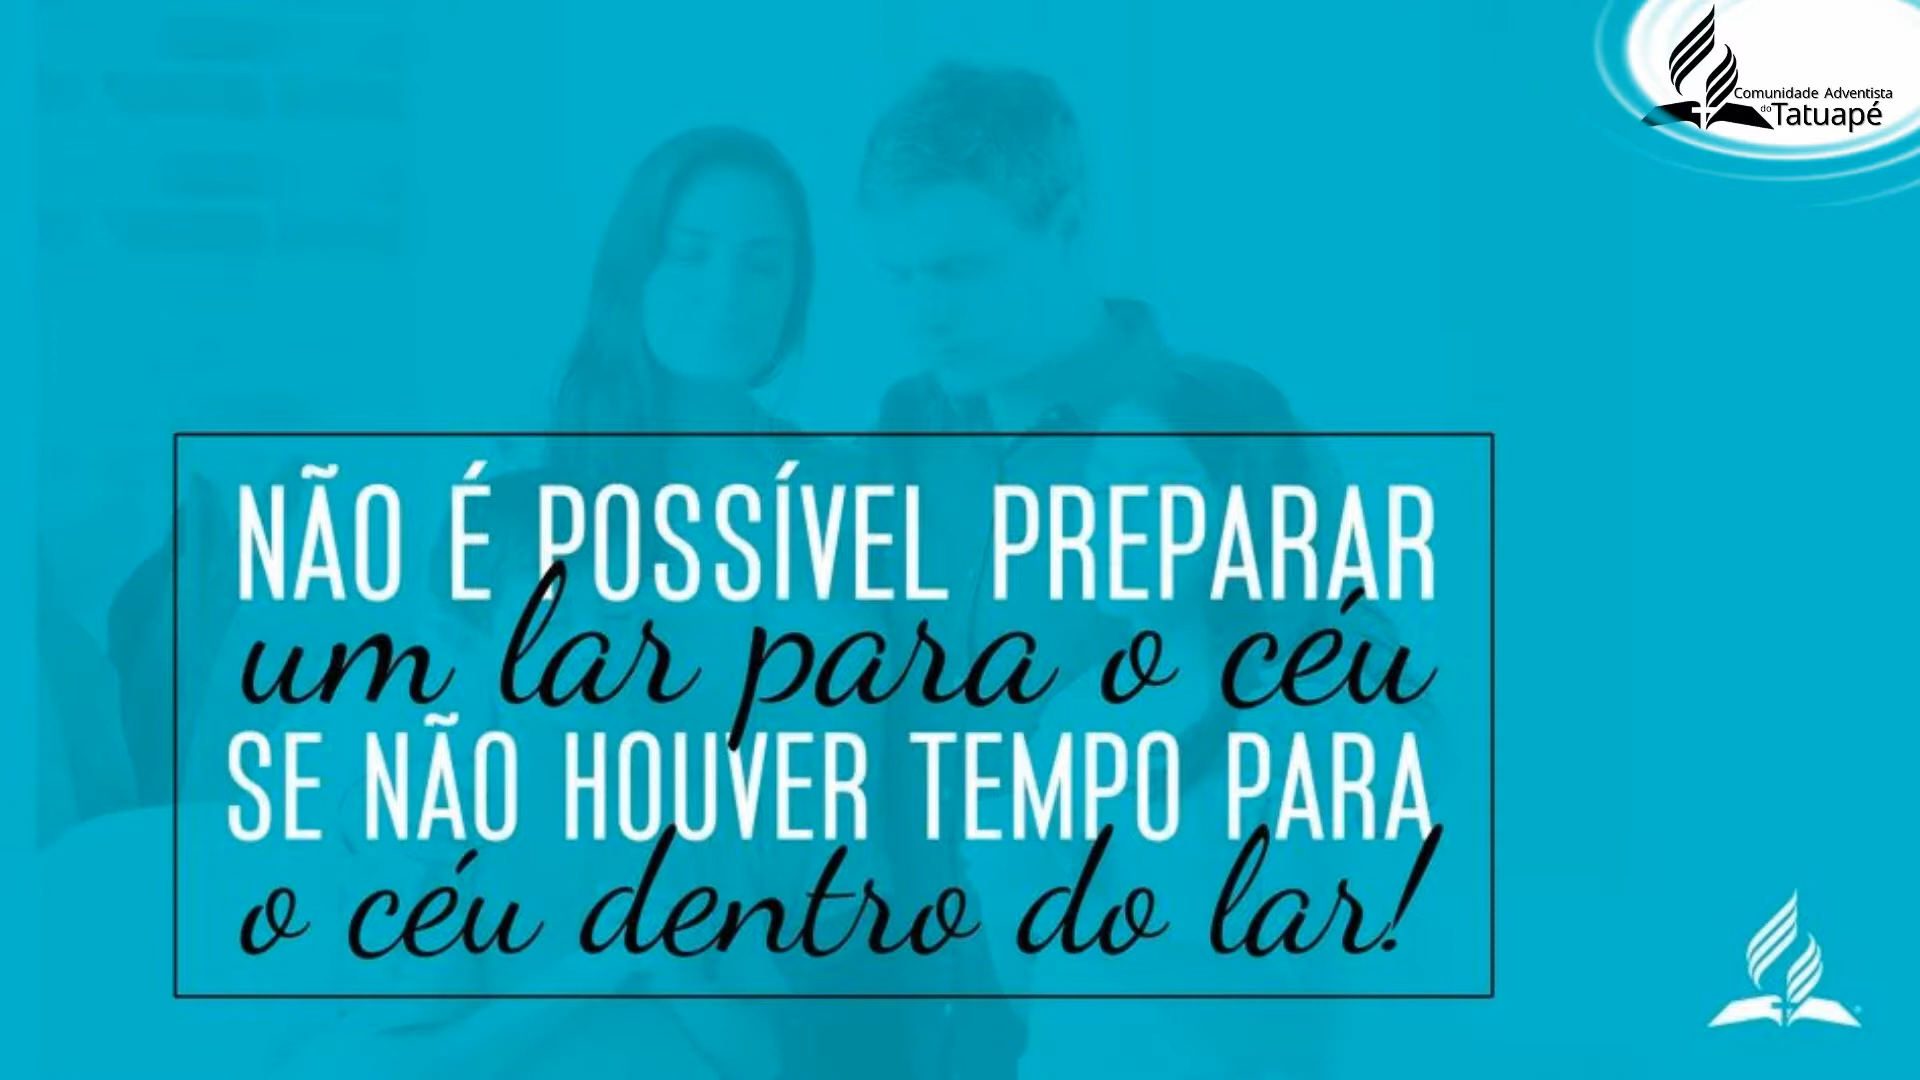 Comunidade Adventista
do Tatuapé
NÃO É POSSÍVEL PREPARAR
um lar para o céu
SE NÃO HOUVER TEMPO PARA
o céu dentro do lar!